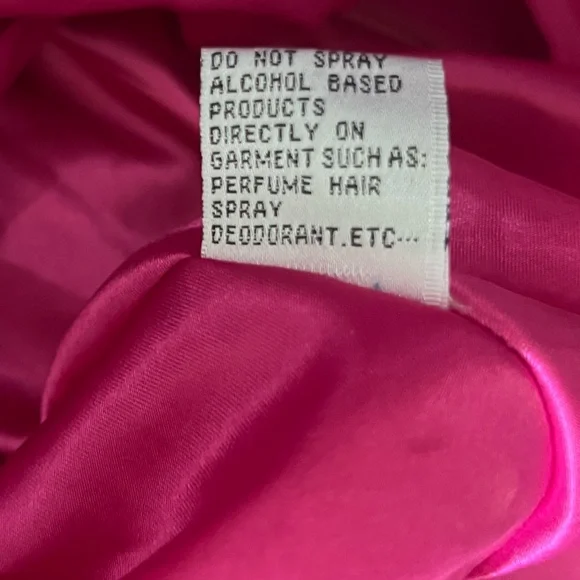 DO NOT SPRAY
ALCOHOL BASED
PRODUCTS
DIRECTLY ON
GARMENT SUCH AS:
PERFUME HAIR
SPRAY
DEODORANT.ETC···